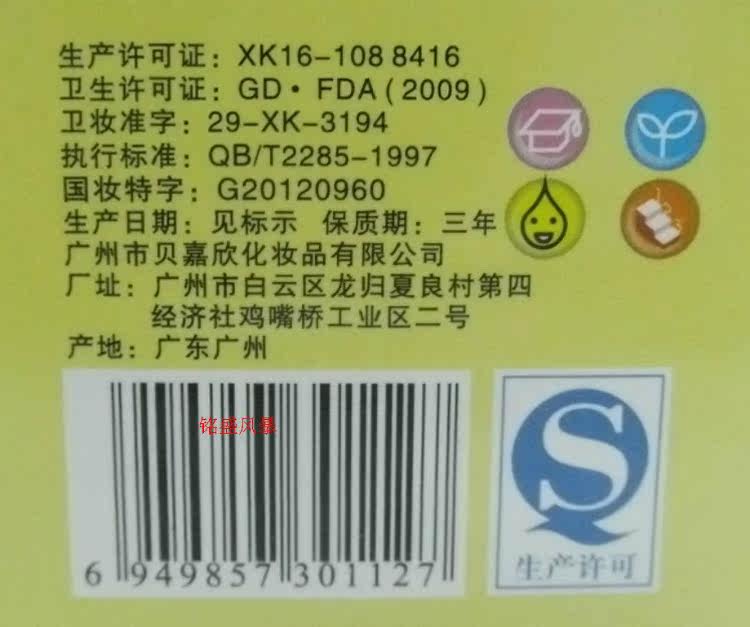 生产许可证：XK16-108 8416
卫生许可证：GD·FDA（2009）
卫妆准字：29-XK-3194
执行标准：QB/T2285-1997
国妆特字：G20120960
生产日期：见标示 保质期：三年
广州市贝嘉欣化妆品有限公司
厂址：广州市白云区龙归夏良村第四
经济社鸡嘴桥工业区二号
产地：广东广州
铭盛风暴
6 949857 301127
生产许可